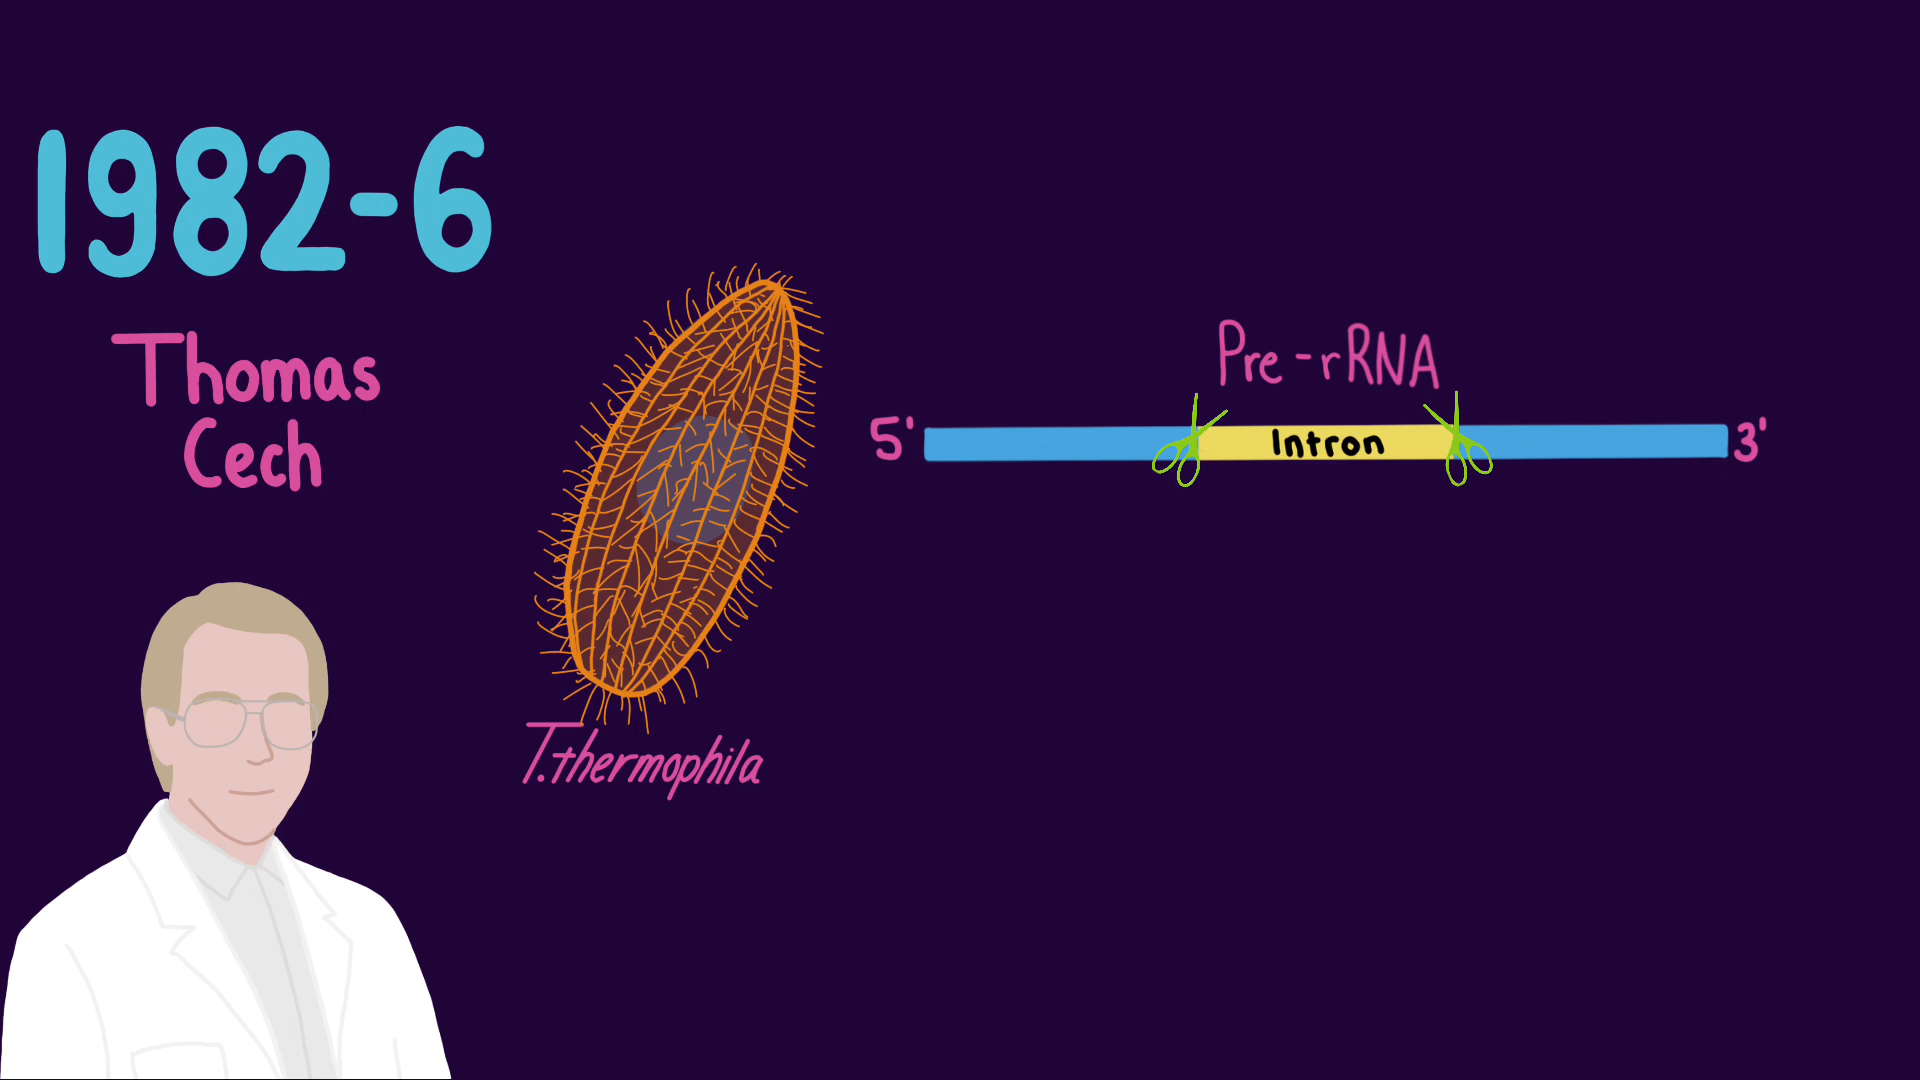 1982-6
Thomas
Cech
T.thermophila
Pre-rRNA
5'
Intron
3'